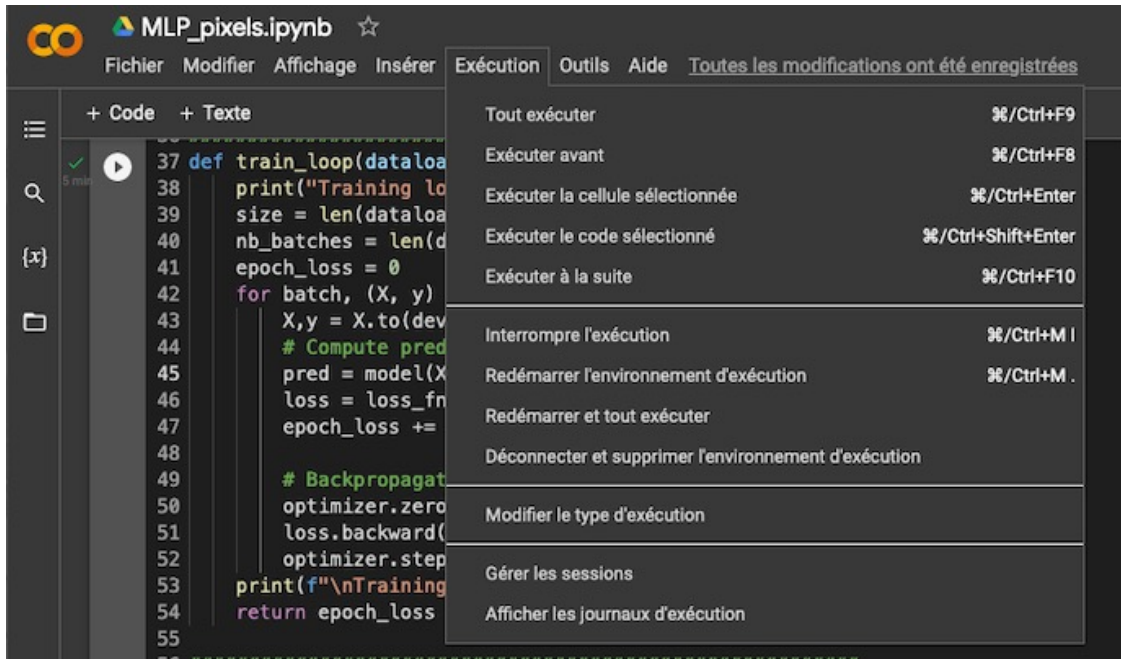 MLP_pixels.ipynb
Fichier Modifier Affichage Insérer Exécution Outils Aide Toutes les modifications ont été enregistrées
+ Code + Texte
5 min
37 def train_loop(dataloa
38 print("Training lo
39 size = len(dataloa
40 nb_batches = len(d
41 epoch_loss = 0
42 for batch, (X, y)
43 X,y = X.to(dev
44 # Compute pred
45 pred = model(X
46 loss = loss_fn
47 epoch_loss +=
48
49 # Backpropagat
50 optimizer.zero
51 loss.backward(
52 optimizer.step
53 print(f"\nTraining
54 return epoch_loss
55
{x}
Tout exécuter ⌘/Ctrl+F9
Exécuter avant ⌘/Ctrl+F8
Exécuter la cellule sélectionnée ⌘/Ctrl+Enter
Exécuter le code sélectionné ⌘/Ctrl+Shift+Enter
Exécuter à la suite ⌘/Ctrl+F10
Interrompre l'exécution ⌘/Ctrl+M I
Redémarrer l'environnement d'exécution ⌘/Ctrl+M .
Redémarrer et tout exécuter
Déconnecter et supprimer l'environnement d'exécution
Modifier le type d'exécution
Gérer les sessions
Afficher les journaux d'exécution